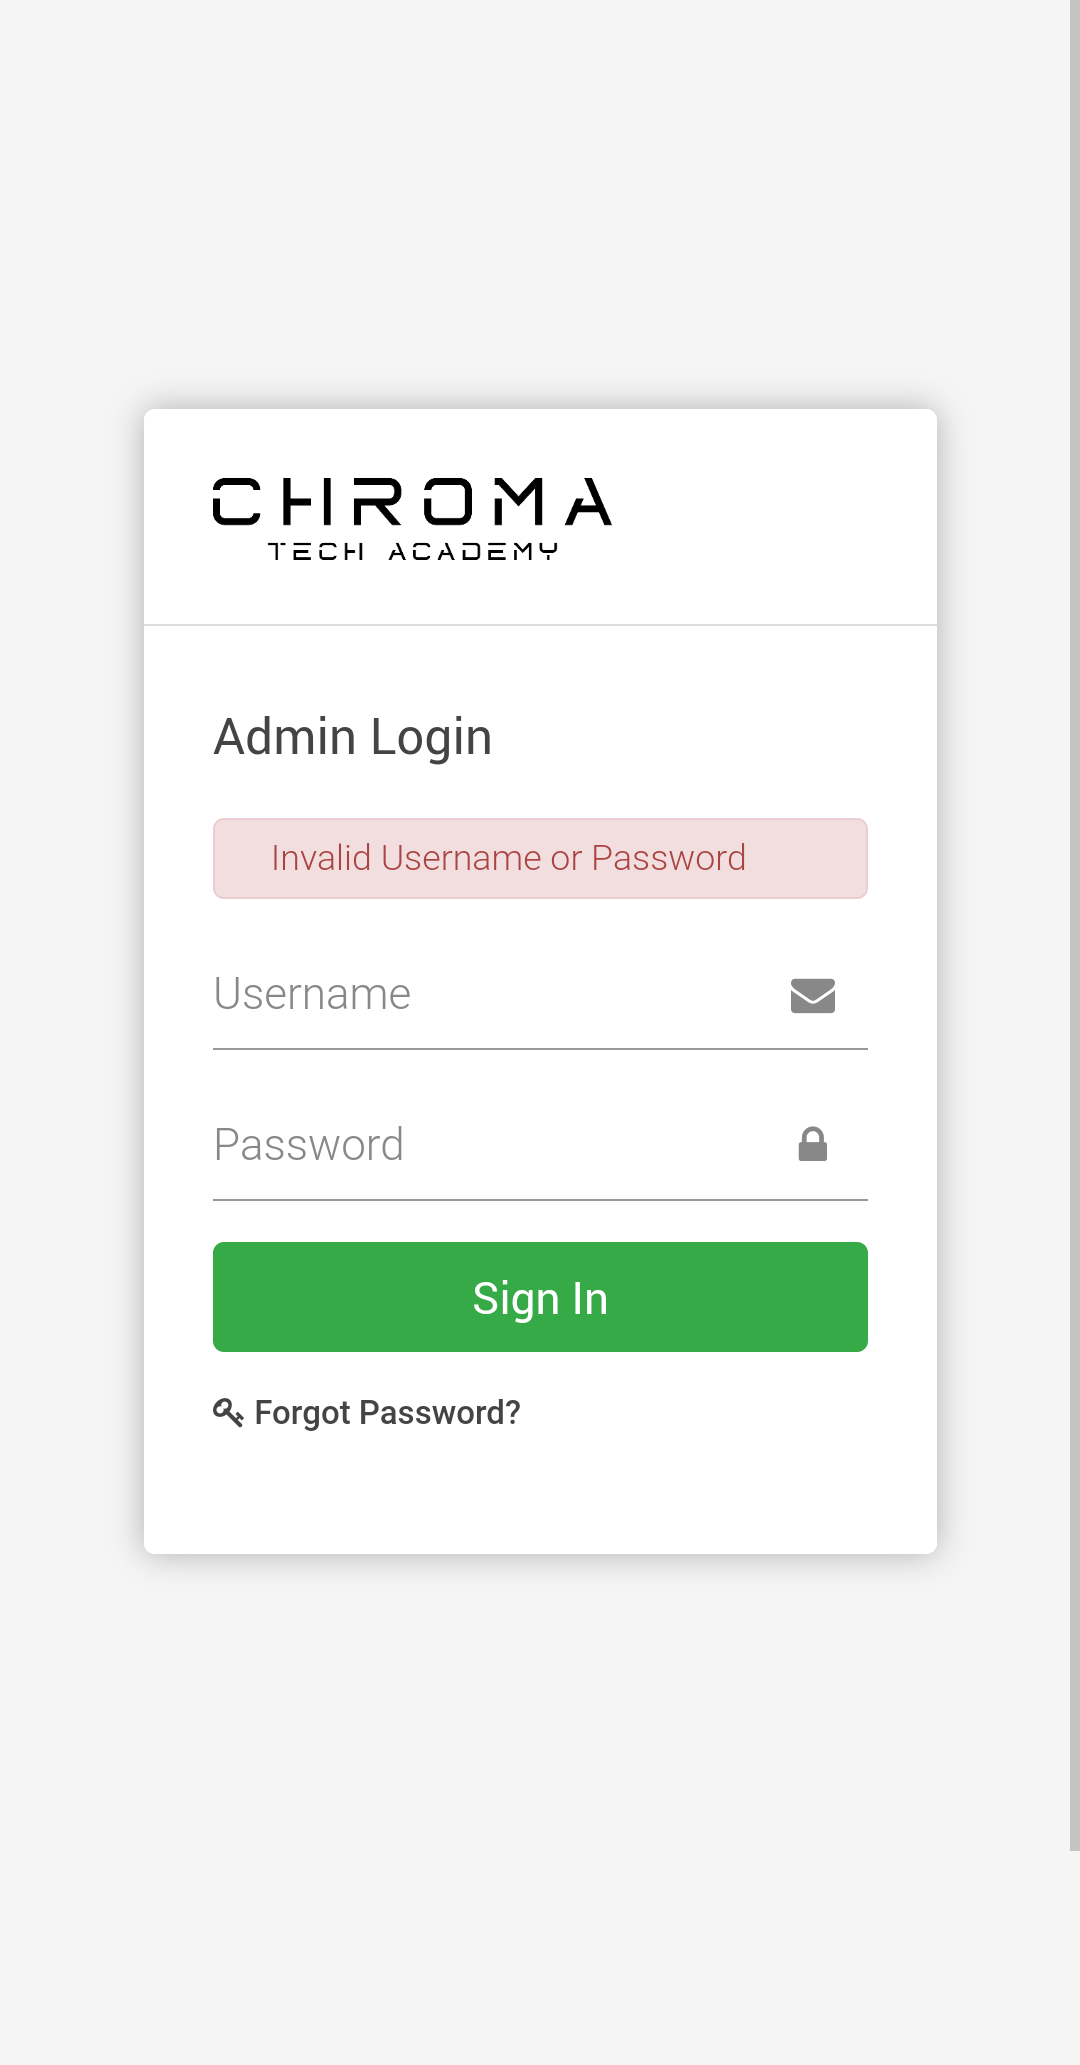 CHROMA
TECH ACADEMY
Admin Login
Invalid Username or Password
Username
Password
Sign In
Forgot Password?